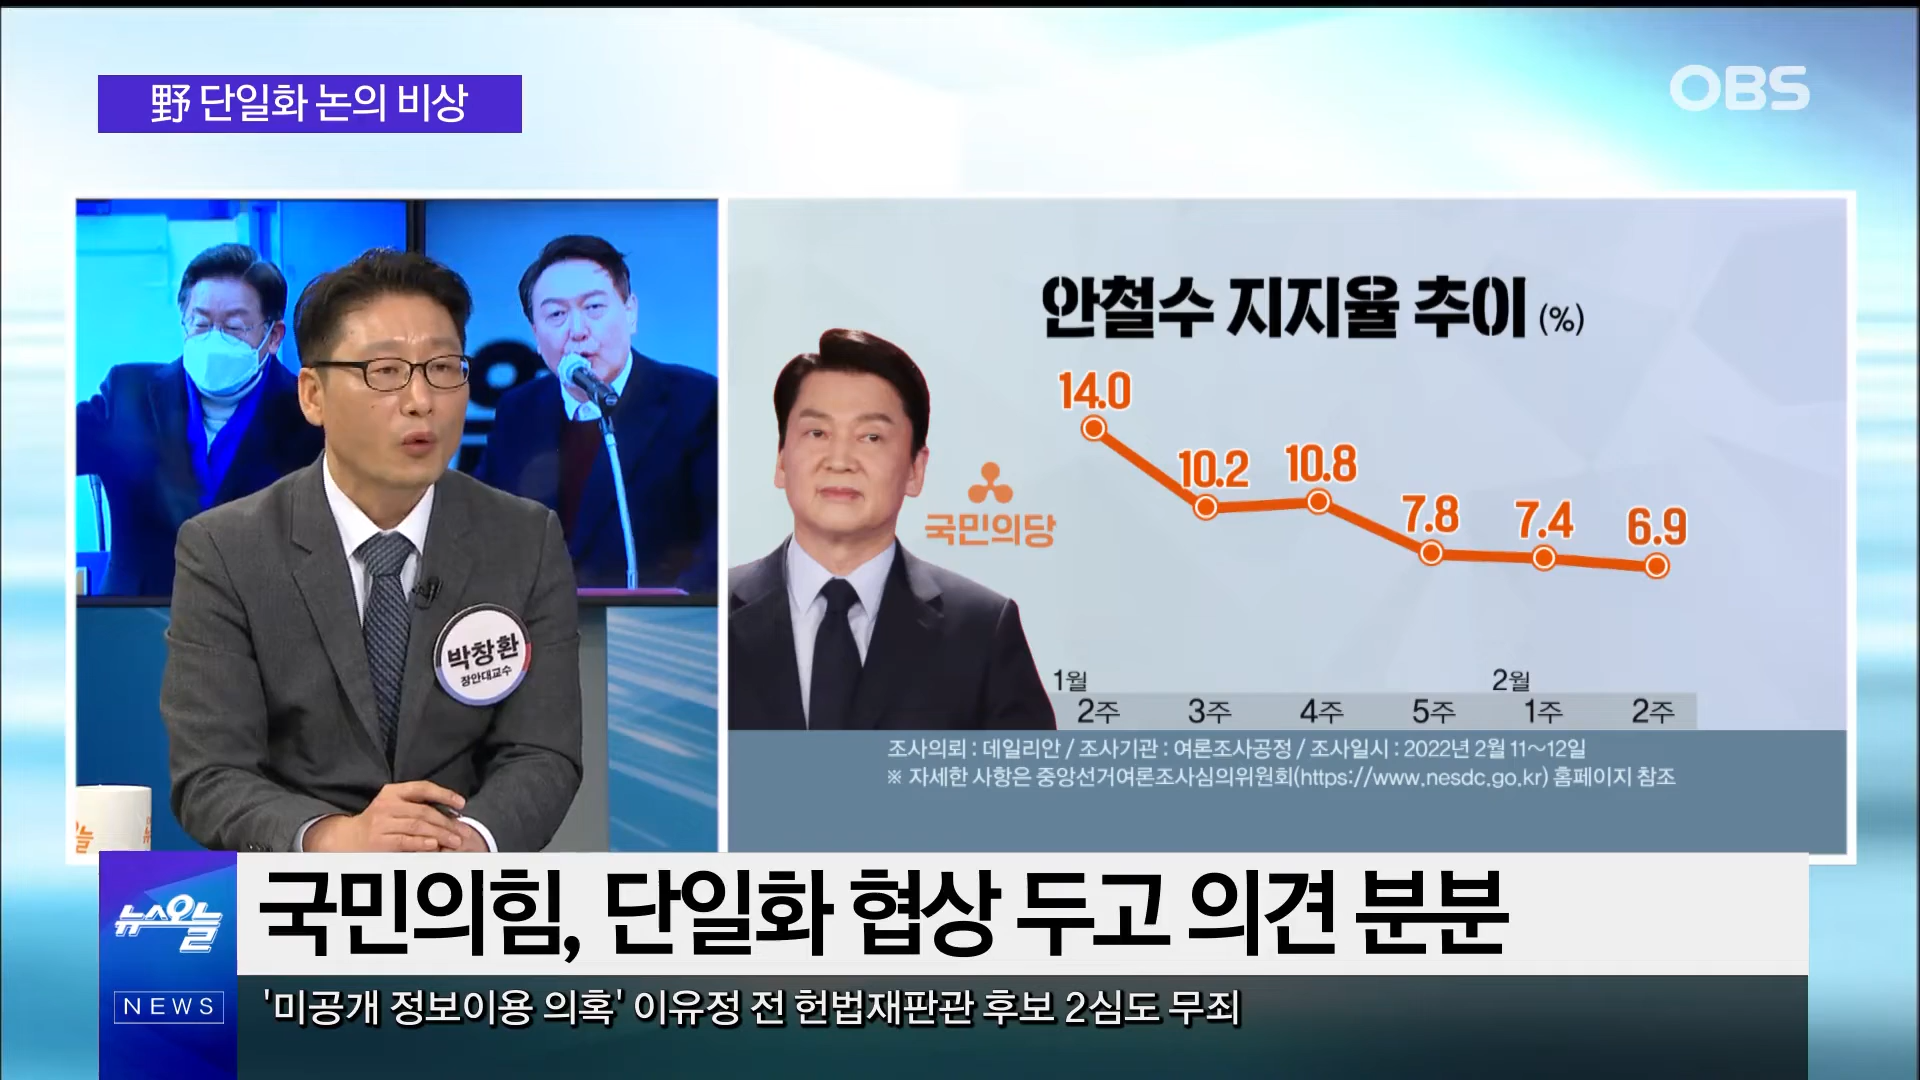 野 단일화 논의 비상
OBS
안철수 지지율 추이 (%)
14.0
10.2
10.8
7.8
7.4
6.9
국민의당
1월
2월
2주
3주
4주
5주
1주
2주
조사의뢰 : 데일리안 / 조사기관 : 여론조사공정 / 조사일시 : 2022년 2월 11~12일
※ 자세한 사항은 중앙선거여론조사심의위원회(https://www.nesdc.go.kr) 홈페이지 참조
박창환
장안대교수
뉴스오늘
NEWS
국민의힘, 단일화 협상 두고 의견 분분
'미공개 정보이용 의혹' 이유정 전 헌법재판관 후보 2심도 무죄